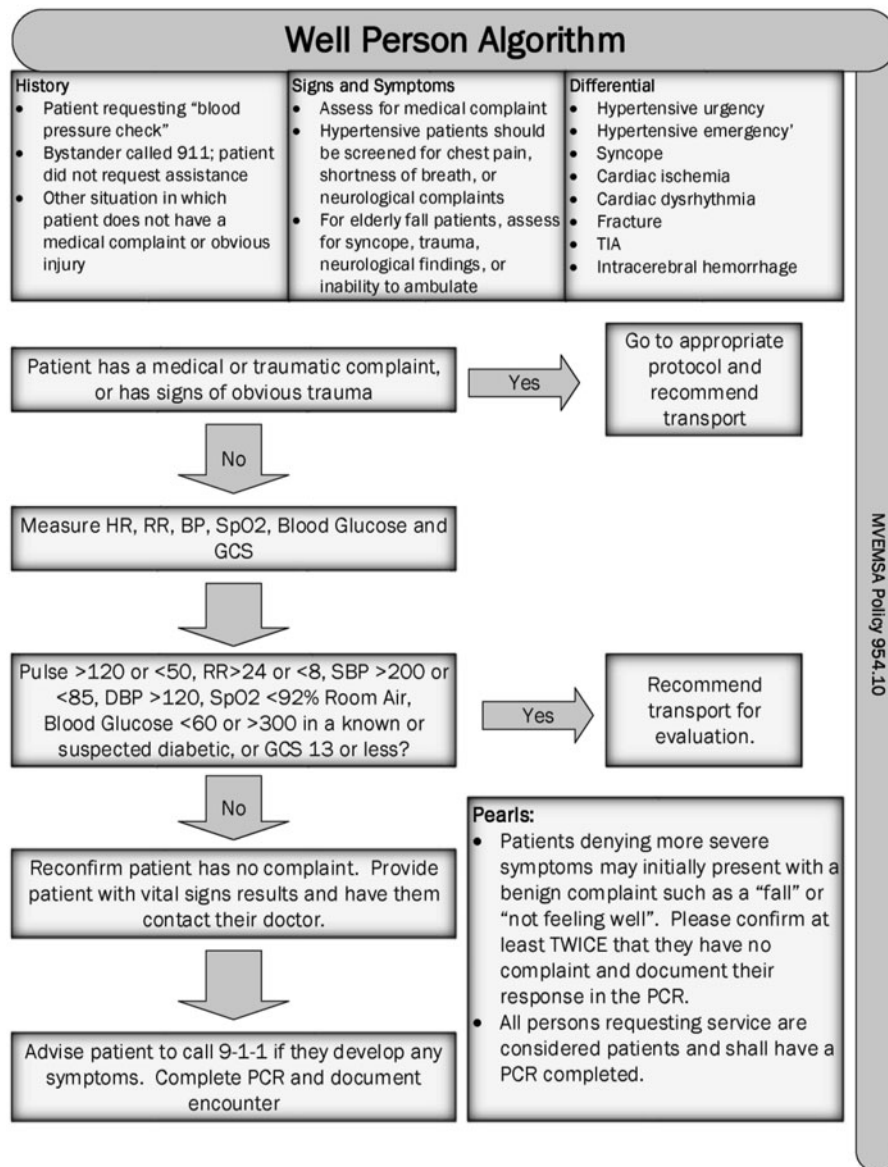 Well Person Algorithm
History
• Patient requesting “blood
pressure check”
• Bystander called 911; patient
did not request assistance
• Other situation in which
patient does not have a
medical complaint or obvious
injury
Signs and Symptoms
• Assess for medical complaint
• Hypertensive patients should
be screened for chest pain,
shortness of breath, or
neurological complaints
• For elderly fall patients, assess
for syncope, trauma,
neurological findings, or
inability to ambulate
Differential
• Hypertensive urgency
• Hypertensive emergency’
• Syncope
• Cardiac ischemia
• Cardiac dysrhythmia
• Fracture
• TIA
• Intracerebral hemorrhage
Patient has a medical or traumatic complaint,
or has signs of obvious trauma
Yes
Go to appropriate
protocol and
recommend
transport
No
Measure HR, RR, BP, SpO2, Blood Glucose and
GCS
Pulse >120 or <50, RR>24 or <8, SBP >200 or
<85, DBP >120, SpO2 <92% Room Air,
Blood Glucose <60 or >300 in a known or
suspected diabetic, or GCS 13 or less?
Yes
Recommend
transport for
evaluation.
No
Reconfirm patient has no complaint. Provide
patient with vital signs results and have them
contact their doctor.
Advise patient to call 9-1-1 if they develop any
symptoms. Complete PCR and document
encounter
Pearls:
• Patients denying more severe
symptoms may initially present with a
benign complaint such as a “fall” or
“not feeling well”. Please confirm at
least TWICE that they have no
complaint and document their
response in the PCR.
• All persons requesting service are
considered patients and shall have a
PCR completed.
MVEMSA Policy 954.10